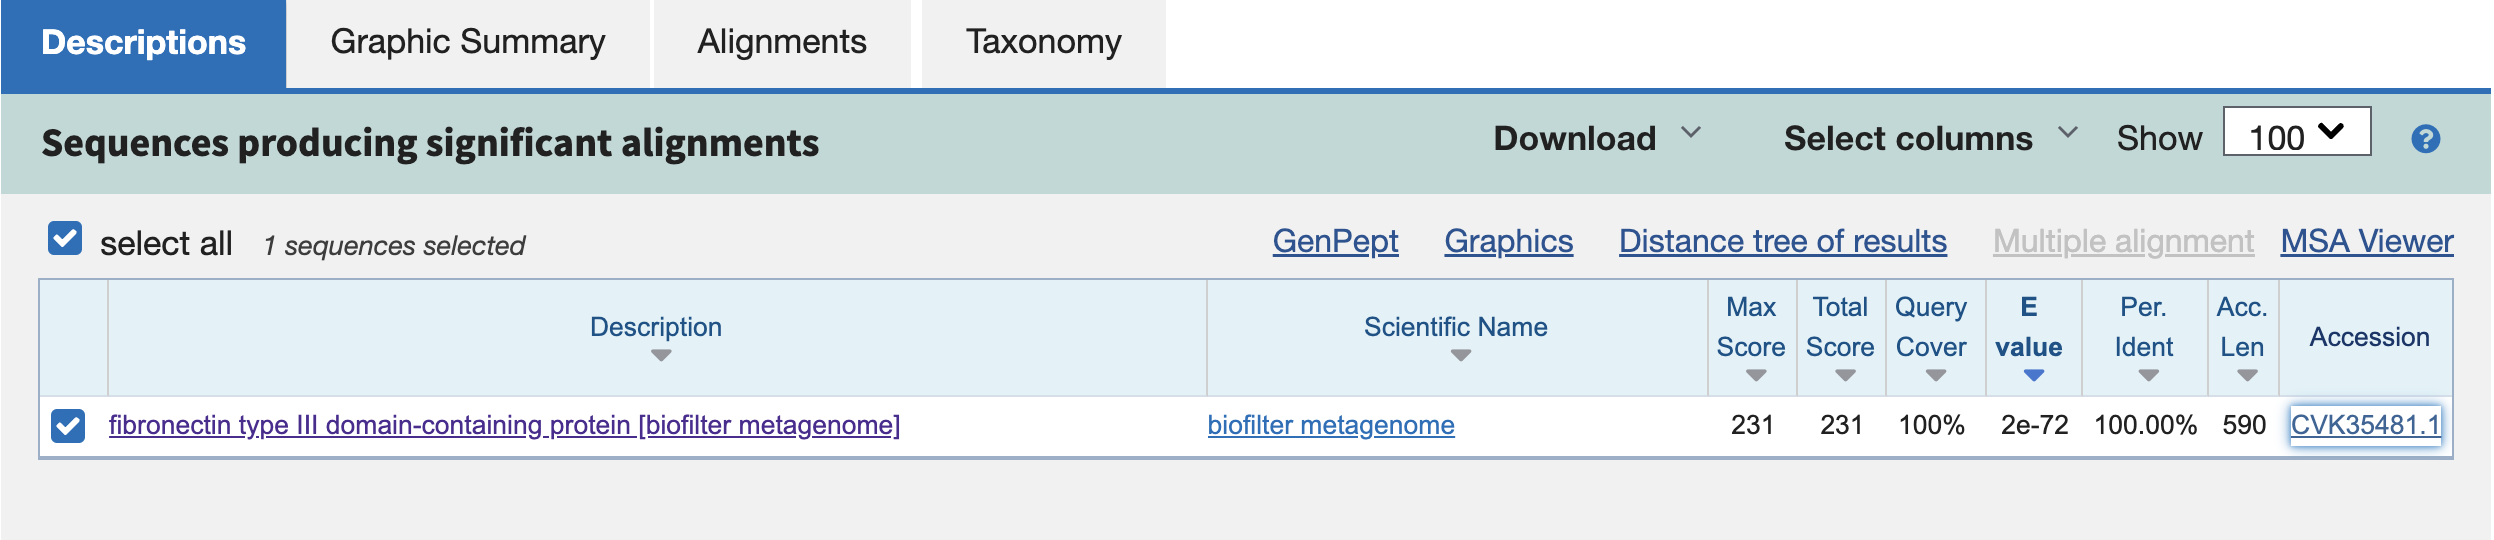 Descriptions Graphic Summary Alignments Taxonomy
Sequences producing significant alignments Download Select columns Show 100 ?
select all 1 sequences selected GenPept Graphics Distance tree of results Multiple alignment MSA Viewer
Description Scientific Name Max Score Total Score Query Cover E value Per. Ident Acc. Len Accession
fibronectin type III domain-containing protein [biofilter metagenome] biofilter metagenome 231 231 100% 2e-72 100.00% 590 CVK35481.1